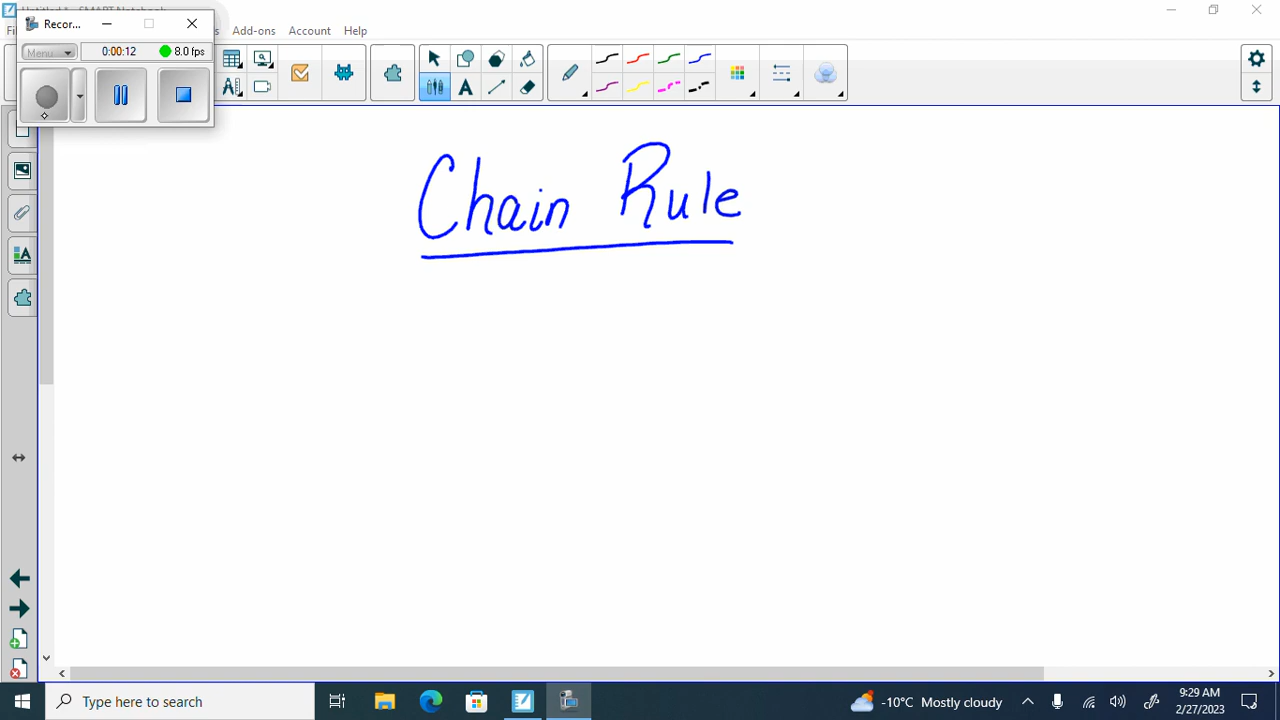 Recor...
Menu
0:00:12
8.0 fps
Add-ons Account Help
Chain Rule
Type here to search
-10°C Mostly cloudy
9:29 AM
2/27/2023